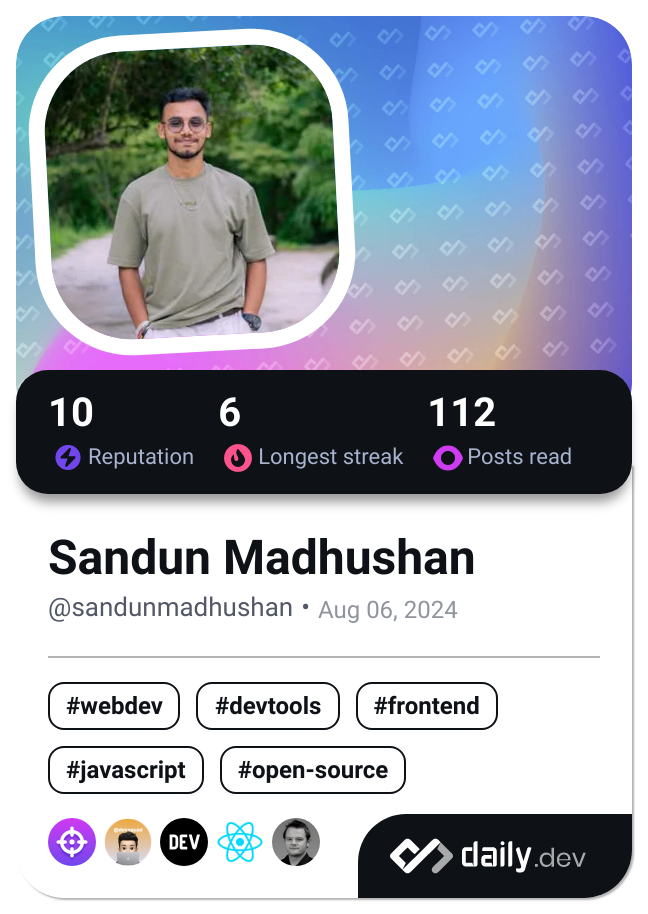 10 6 112
Reputation Longest streak Posts read
Sandun Madhushan
@sandunmadhushan • Aug 06, 2024
#webdev #devtools #frontend
#javascript #open-source
DEV
daily.dev